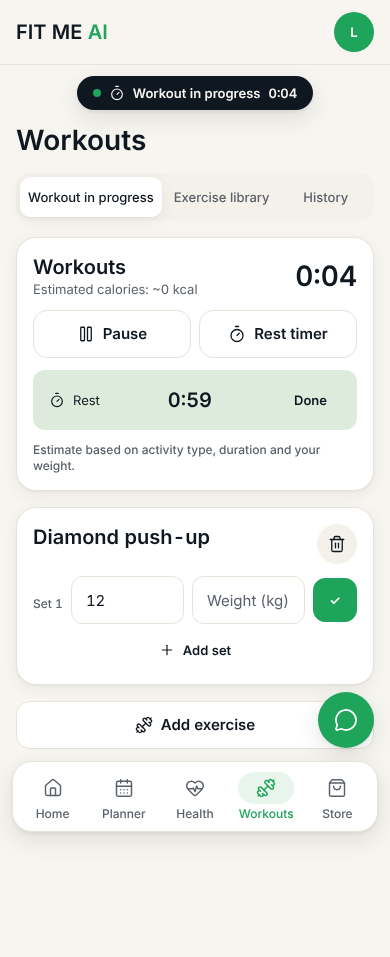 FIT ME AI
L
Workout in progress 0:04
Workouts
Workout in progress Exercise library History
Workouts
Estimated calories: ~0 kcal
0:04
Pause Rest timer
Rest 0:59 Done
Estimate based on activity type, duration and your
weight.
Diamond push-up
Set 1 12 Weight (kg)
Add set
Add exercise
Home Planner Health Workouts Store